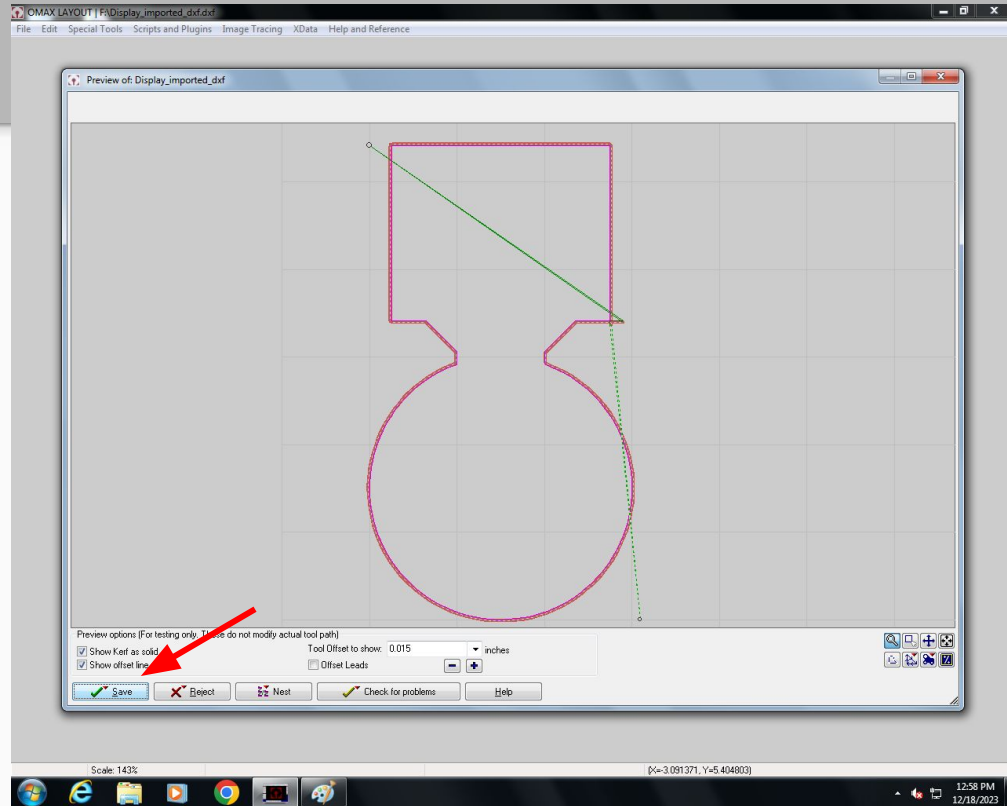 OMAX LAYOUT | F:\Display_imported_dxf.dxf
File Edit Special Tools Scripts and Plugins Image Tracing XData Help and Reference
Preview of: Display_imported_dxf
Preview options (For testing only. These do not modify actual tool path)
Show Kerf as solid
Tool Offset to show: 0.015 inches
Show offset line
Offset Leads
Save Reject Nest Check for problems Help
Scale: 143% (X=-3.091371, Y=5.404803)
12:58 PM
12/18/2023